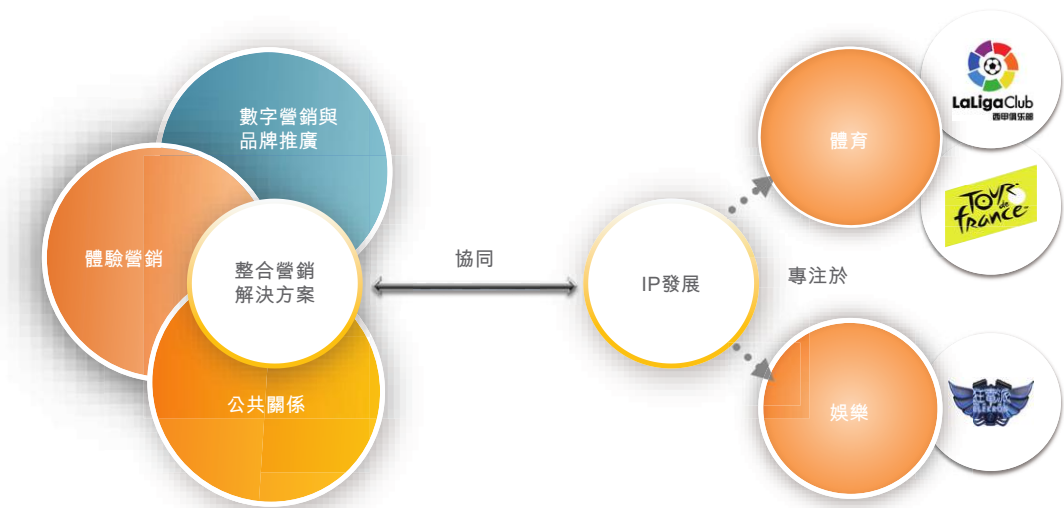 數字營銷與
品牌推廣
體驗營銷
整合營銷
解決方案
公共關係
協同
IP發展
專注於
體育
娛樂
LaLigaClub
西甲俱乐部
TOUR
de
france